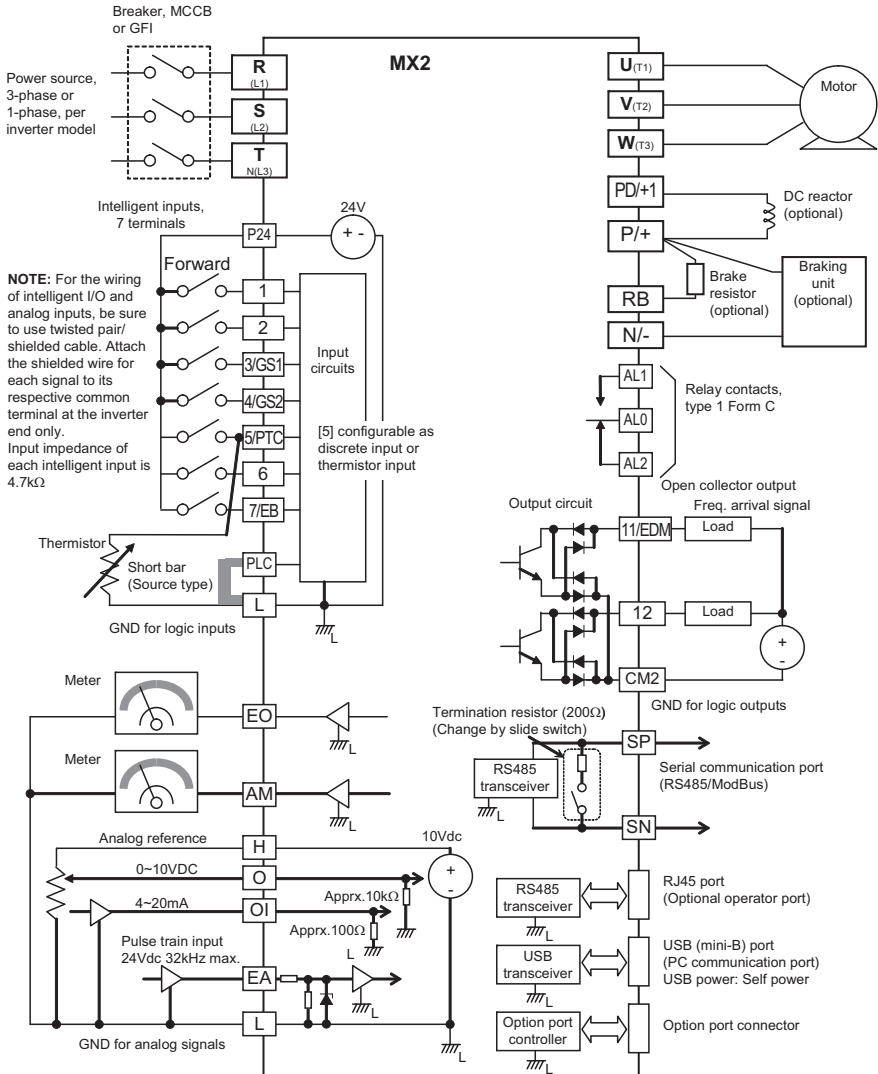 Breaker, MCCB
or GFI
Power source,
3-phase or
1-phase, per
inverter model
R
(L1)
S
(L2)
T
N(L3)
MX2
U(T1)
V(T2)
W(T3)
Motor
PD/+1
DC reactor
(optional)
P/+
Brake
resistor
(optional)
Braking
unit
(optional)
RB
N/-
Intelligent inputs,
7 terminals
24V
P24
+ -
Forward
NOTE: For the wiring
of intelligent I/O and
analog inputs, be sure
to use twisted pair/
shielded cable. Attach
the shielded wire for
each signal to its
respective common
terminal at the inverter
end only.
Input impedance of
each intelligent input is
4.7kΩ
1
2
3/GS1
4/GS2
5/PTC
6
7/EB
PLC
L
Input
circuits
[5] configurable as
discrete input or
thermistor input
Thermistor
Short bar
(Source type)
GND for logic inputs
L
AL1
AL0
AL2
Relay contacts,
type 1 Form C
Open collector output
Output circuit
Freq. arrival signal
11/EDM
Load
12
Load
+
-
CM2
GND for logic outputs
Meter
EO
L
Meter
AM
L
Termination resistor (200Ω)
(Change by slide switch)
SP
RS485
transceiver
L
Serial communication port
(RS485/ModBus)
SN
Analog reference
H
10Vdc
+
-
0~10VDC
O
4~20mA
OI
Apprx.10kΩ
Apprx.100Ω
Pulse train input
24Vdc 32kHz max.
EA
L
L
L
GND for analog signals
L
RS485
transceiver
L
RJ45 port
(Optional operator port)
USB
transceiver
L
USB (mini-B) port
(PC communication port)
USB power: Self power
Option port
controller
L
Option port connector